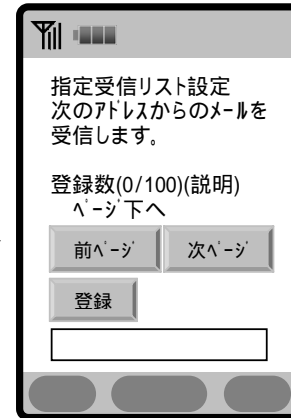 指定受信リスト設定
次のｱﾄﾞﾚｽからのﾒｰﾙを
受信します。
登録数(0/100)(説明)
ﾍﾟｰｼﾞ下へ
前ﾍﾟｰｼﾞ 次ﾍﾟｰｼﾞ
登録